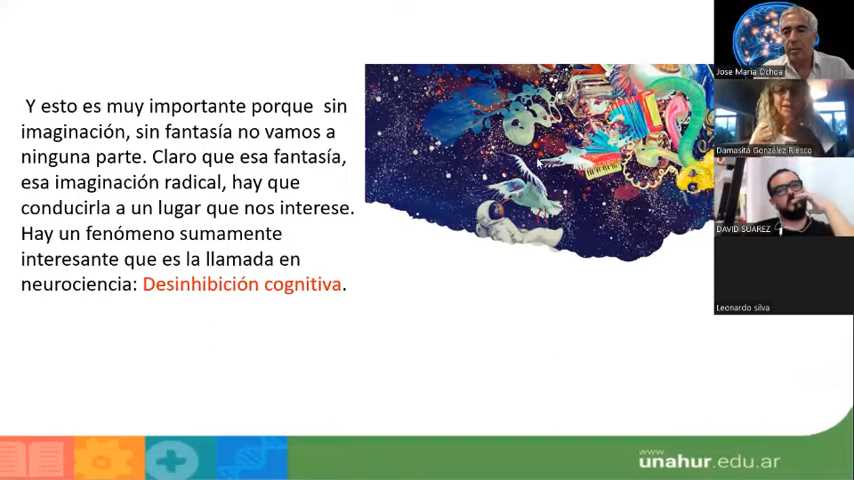 Y esto es muy importante porque sin
imaginación, sin fantasía no vamos a
ninguna parte. Claro que esa fantasía,
esa imaginación radical, hay que
conducirla a un lugar que nos interese.
Hay un fenómeno sumamente
interesante que es la llamada en
neurociencia: Desinhibición cognitiva.
Jose Maria Ochoa
Damasita González Riesco
DAVID SUAREZ
Leonardo silva
www
unahur.edu.ar